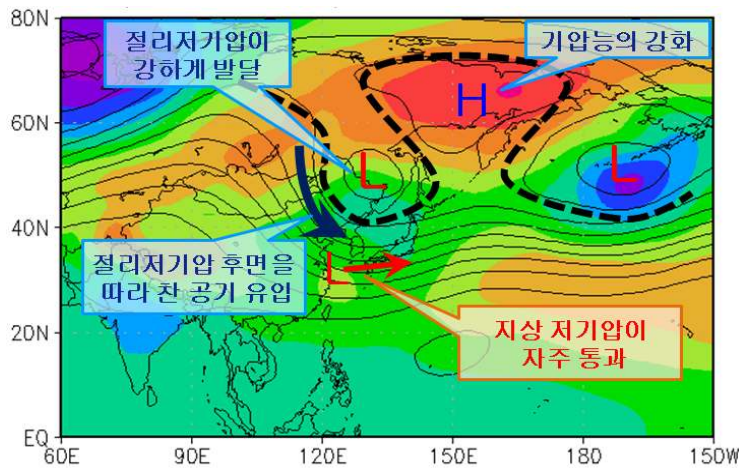 80N
절리저기압이
강하게 발달
기압능의 강화
H
60N
L
L
40N
절리저기압 후면을
따라 찬 공기 유입
L
지상 저기압이
자주 통과
20N
EQ
60E 90E 120E 150E 180 150W